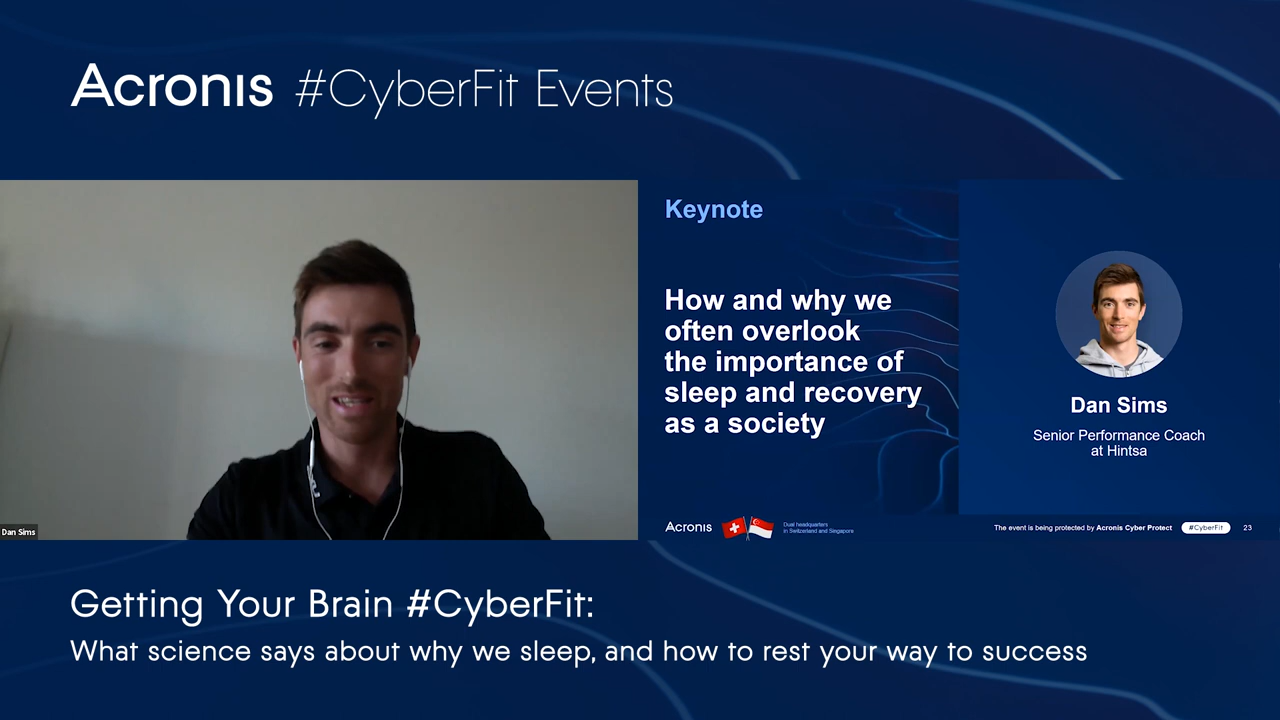 Acronis #CyberFit Events
Keynote
How and why we
often overlook
the importance of
sleep and recovery
as a society
Dan Sims
Senior Performance Coach
at Hintsa
Dan Sims
Acronis
Dual headquarters
in Switzerland and Singapore
The event is being protected by Acronis Cyber Protect
#CyberFit
23
Getting Your Brain #CyberFit:
What science says about why we sleep, and how to rest your way to success